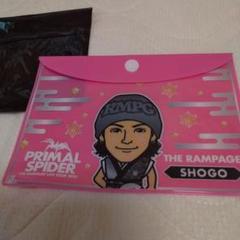 RMPG
PRIMAL
SPIDER
THE RAMPAGE
SHOGO